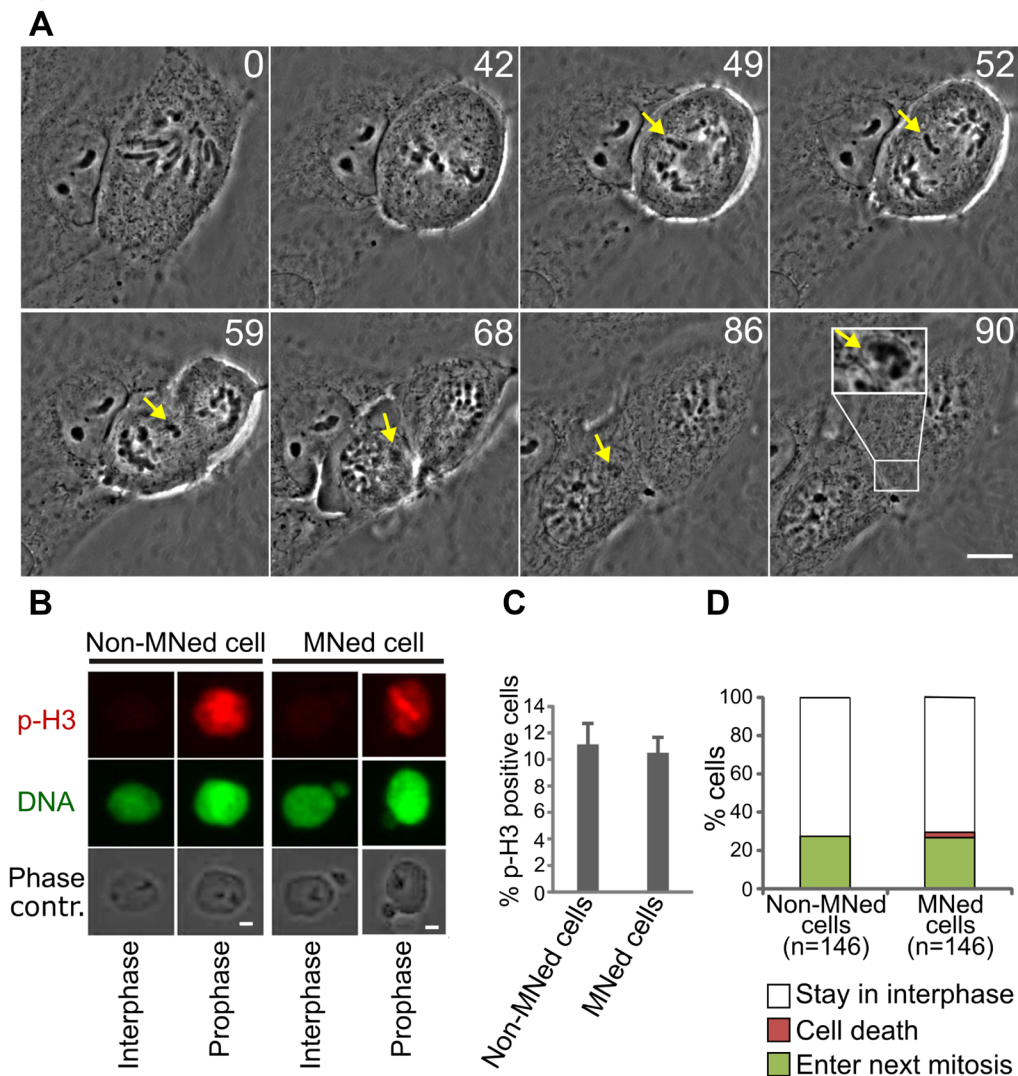 A
0
42
49
52
59
68
86
90
B
Non-MNed cell
MNed cell
p-H3
DNA
Phase
contr.
Interphase
Prophase
Interphase
Prophase
C
% p-H3 positive cells
14
12
10
8
6
4
2
0
Non-MNed cells
MNed cells
D
% cells
100
80
60
40
20
0
Non-MNed
cells
(n=146)
MNed
cells
(n=146)
Stay in interphase
Cell death
Enter next mitosis